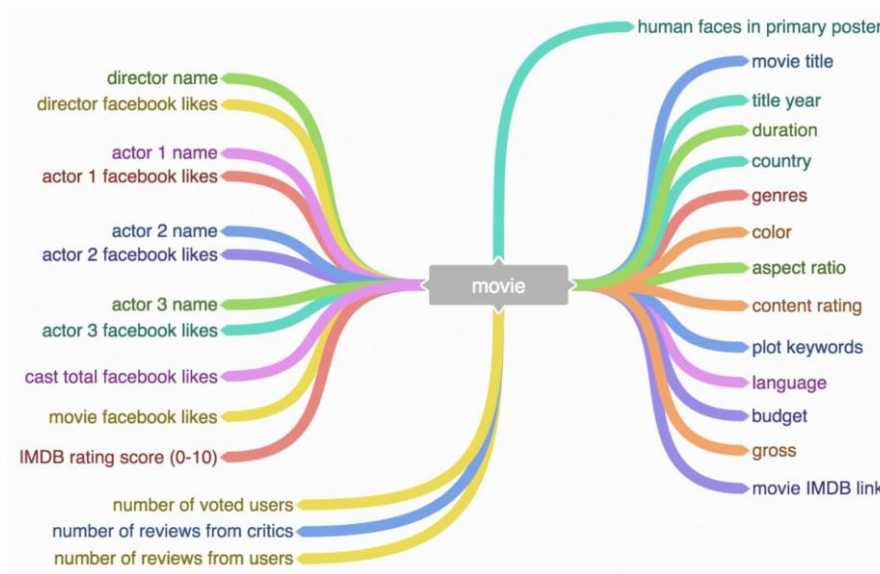 human faces in primary poster
director name
director facebook likes
actor 1 name
actor 1 facebook likes
actor 2 name
actor 2 facebook likes
actor 3 name
actor 3 facebook likes
cast total facebook likes
movie facebook likes
IMDB rating score (0-10)
number of voted users
number of reviews from critics
number of reviews from users
movie
movie title
title year
duration
country
genres
color
aspect ratio
content rating
plot keywords
language
budget
gross
movie IMDB link